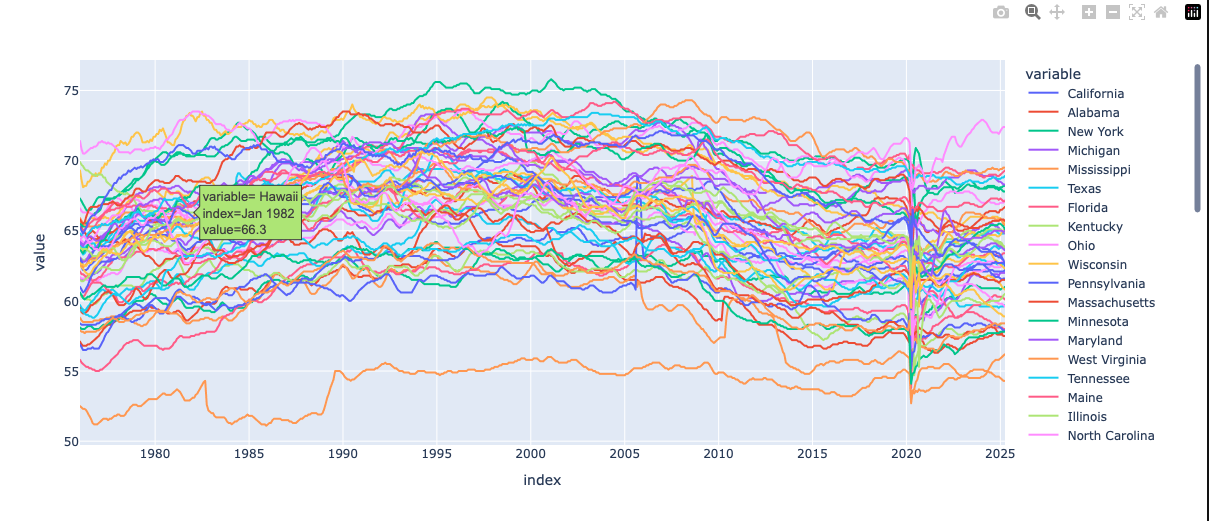 variable
California
Alabama
New York
Michigan
Mississippi
Texas
Florida
Kentucky
Ohio
Wisconsin
Pennsylvania
Massachusetts
Minnesota
Maryland
West Virginia
Tennessee
Maine
Illinois
North Carolina
75
70
65
60
55
50
value
variable= Hawaii
index=Jan 1982
value=66.3
1980 1985 1990 1995 2000 2005 2010 2015 2020 2025
index